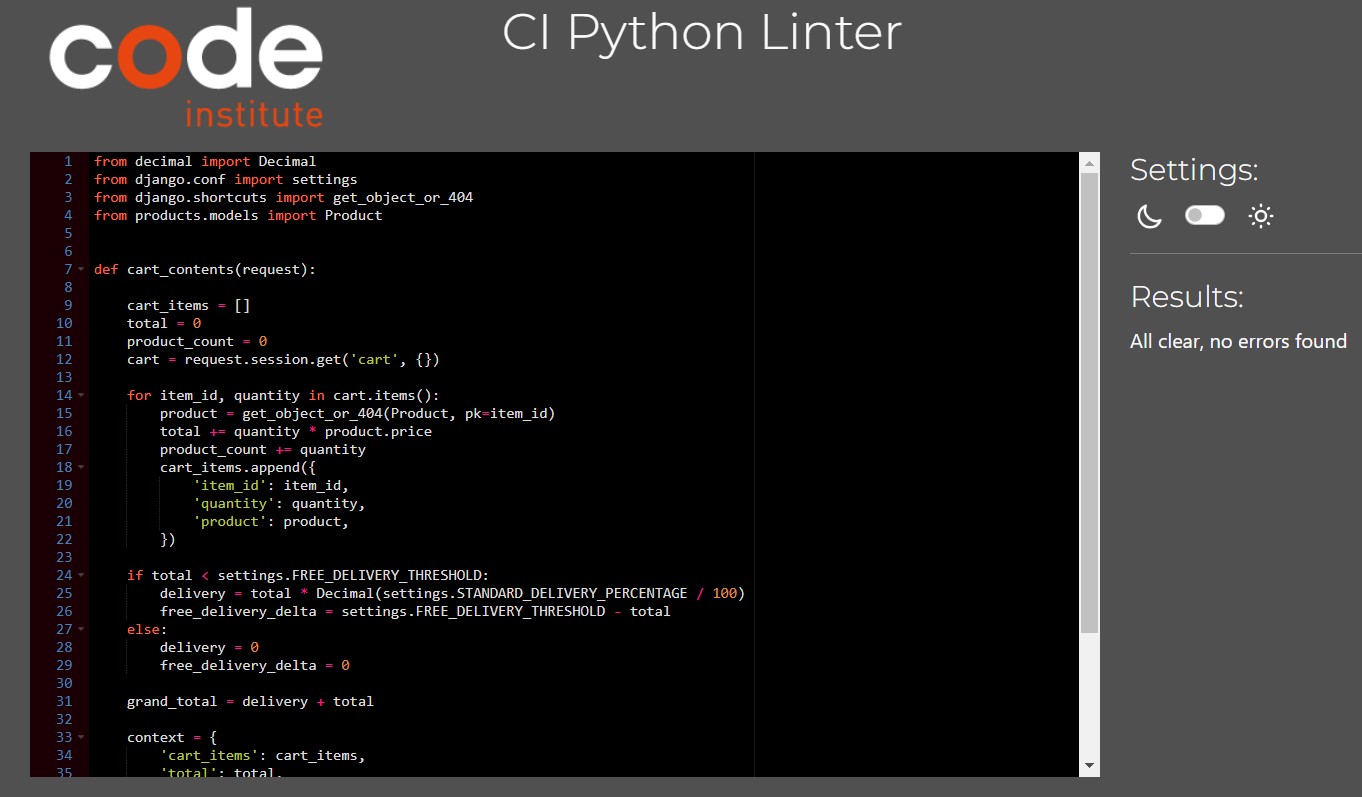 code
institute
CI Python Linter
1 from decimal import Decimal
2 from django.conf import settings
3 from django.shortcuts import get_object_or_404
4 from products.models import Product
5
6
7 def cart_contents(request):
8
9     cart_items = []
10     total = 0
11     product_count = 0
12     cart = request.session.get('cart', {})
13
14     for item_id, quantity in cart.items():
15         product = get_object_or_404(Product, pk=item_id)
16         total += quantity * product.price
17         product_count += quantity
18         cart_items.append({
19             'item_id': item_id,
20             'quantity': quantity,
21             'product': product,
22         })
23
24     if total < settings.FREE_DELIVERY_THRESHOLD:
25         delivery = total * Decimal(settings.STANDARD_DELIVERY_PERCENTAGE / 100)
26         free_delivery_delta = settings.FREE_DELIVERY_THRESHOLD - total
27     else:
28         delivery = 0
29         free_delivery_delta = 0
30
31     grand_total = delivery + total
32
33     context = {
34         'cart_items': cart_items,
35         'total': total,
Settings:
Results:
All clear, no errors found